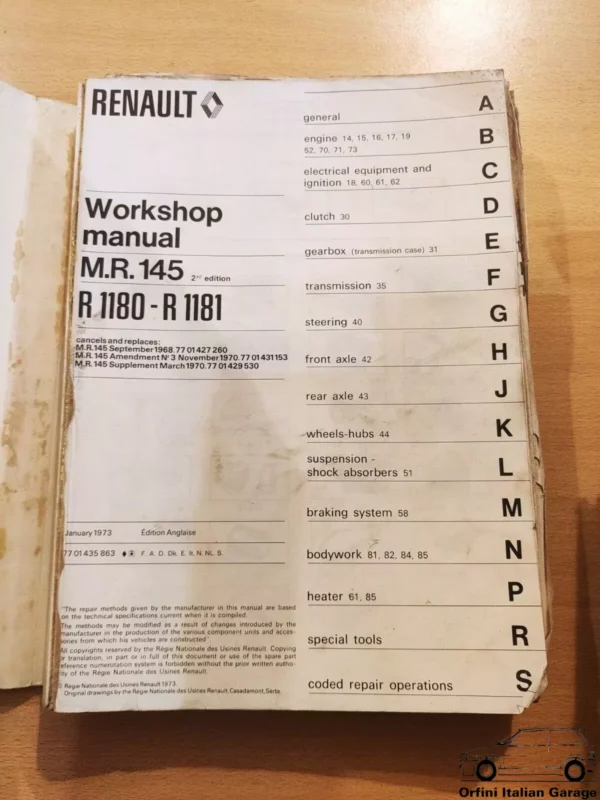 RENAULT
Workshop
manual
M.R. 145 2nd edition
R 1180 - R 1181
cancels and replaces:
M.R. 145 September 1968. 77 01 427 260
M.R. 145 Amendment N° 3 November 1970. 77 01 431 153
M.R. 145 Supplement March 1970. 77 01 429 530
January 1973 Édition Anglaise
77 01 435 863 F. A. D. Dk. E. It. N. NL. S.
"The repair methods given by the manufacturer in this manual are based
on the technical specifications current when it is compiled.
The methods may be modified as a result of changes introduced by the
manufacturer in the production of the various component units and acces-
sories from which his vehicles are constructed".
All copyrights reserved by the Régie Nationale des Usines Renault. Copying
or translation, in part or in full of this document or use of the spare part
reference numerotation system is forbidden without the prior written autho-
rity of the Régie Nationale des Usines Renault.
© Régie Nationale des Usines Renault 1973.
Original drawings by the Régie Nationale des Usines Renault, Casadamont, Serta.
general A
engine 14, 15, 16, 17, 19 B
52, 70, 71, 73
electrical equipment and C
ignition 18, 60, 61, 62
clutch 30 D
gearbox (transmission case) 31 E
transmission 35 F
steering 40 G
front axle 42 H
rear axle 43 J
wheels-hubs 44 K
suspension - L
shock absorbers 51
braking system 58 M
bodywork 81, 82, 84, 85 N
heater 61, 85 P
special tools R
coded repair operations S
Orfini Italian Garage